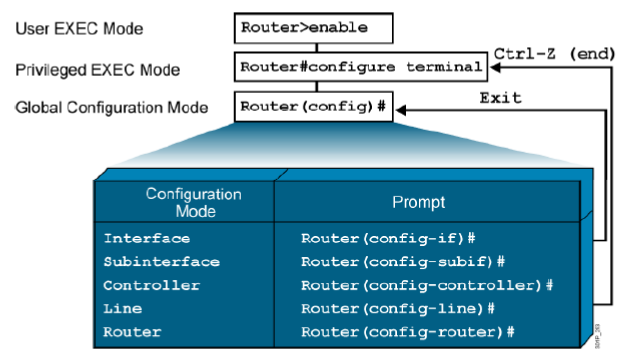 User EXEC Mode
Router>enable
Ctrl-Z (end)
Privileged EXEC Mode
Router#configure terminal
Exit
Global Configuration Mode
Router(config)#
Configuration Mode
Prompt
Interface
Router(config-if)#
Subinterface
Router(config-subif)#
Controller
Router(config-controller)#
Line
Router(config-line)#
Router
Router(config-router)#